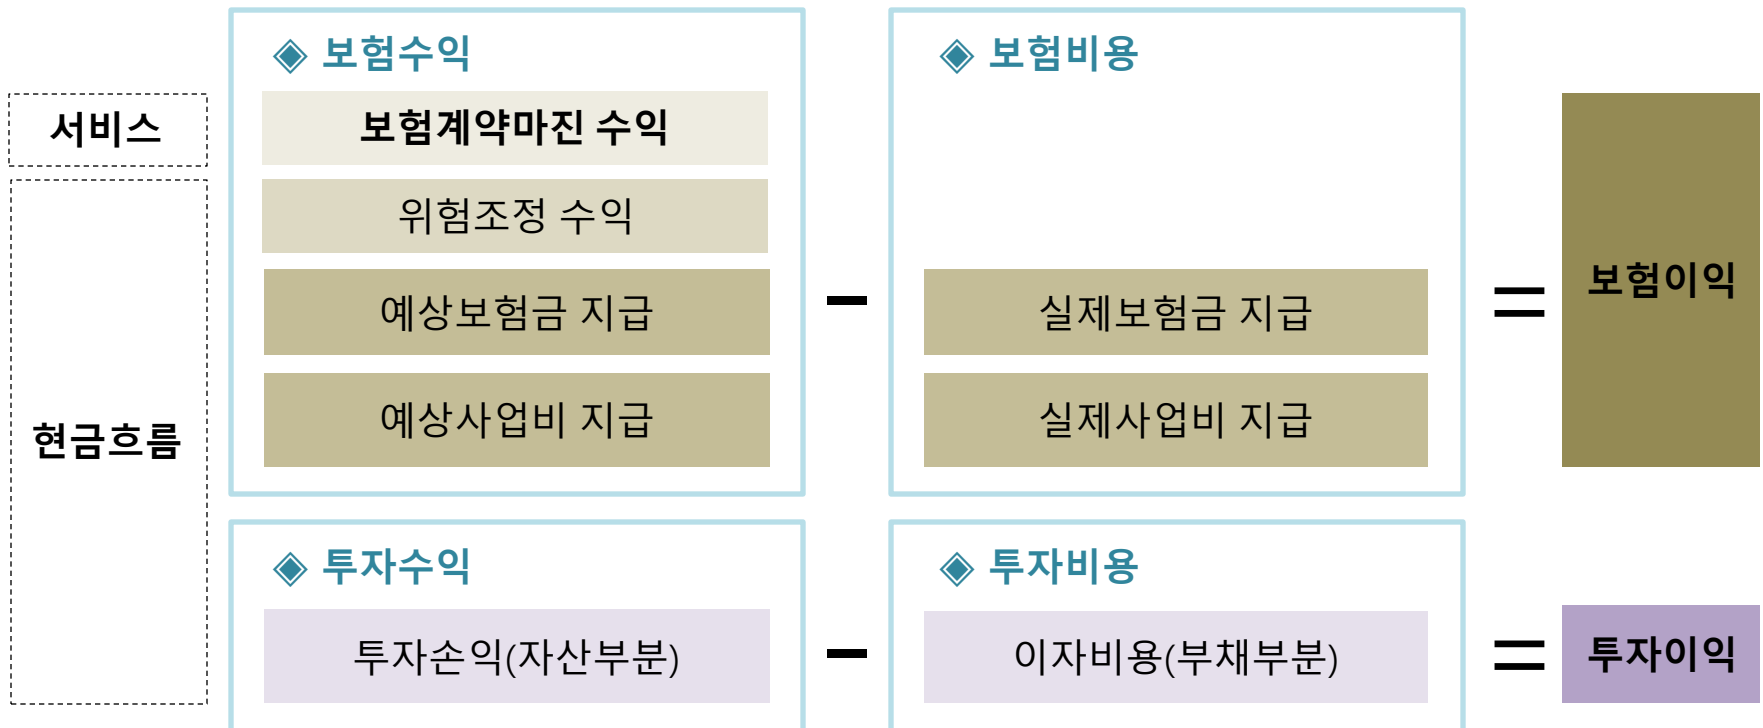 ◈ 보험수익
◈ 보험비용
서비스
보험계약마진 수익
위험조정 수익
예상보험금 지급
−
실제보험금 지급
=
보험이익
예상사업비 지급
실제사업비 지급
현금흐름
◈ 투자수익
◈ 투자비용
투자손익(자산부분)
−
이자비용(부채부분)
=
투자이익